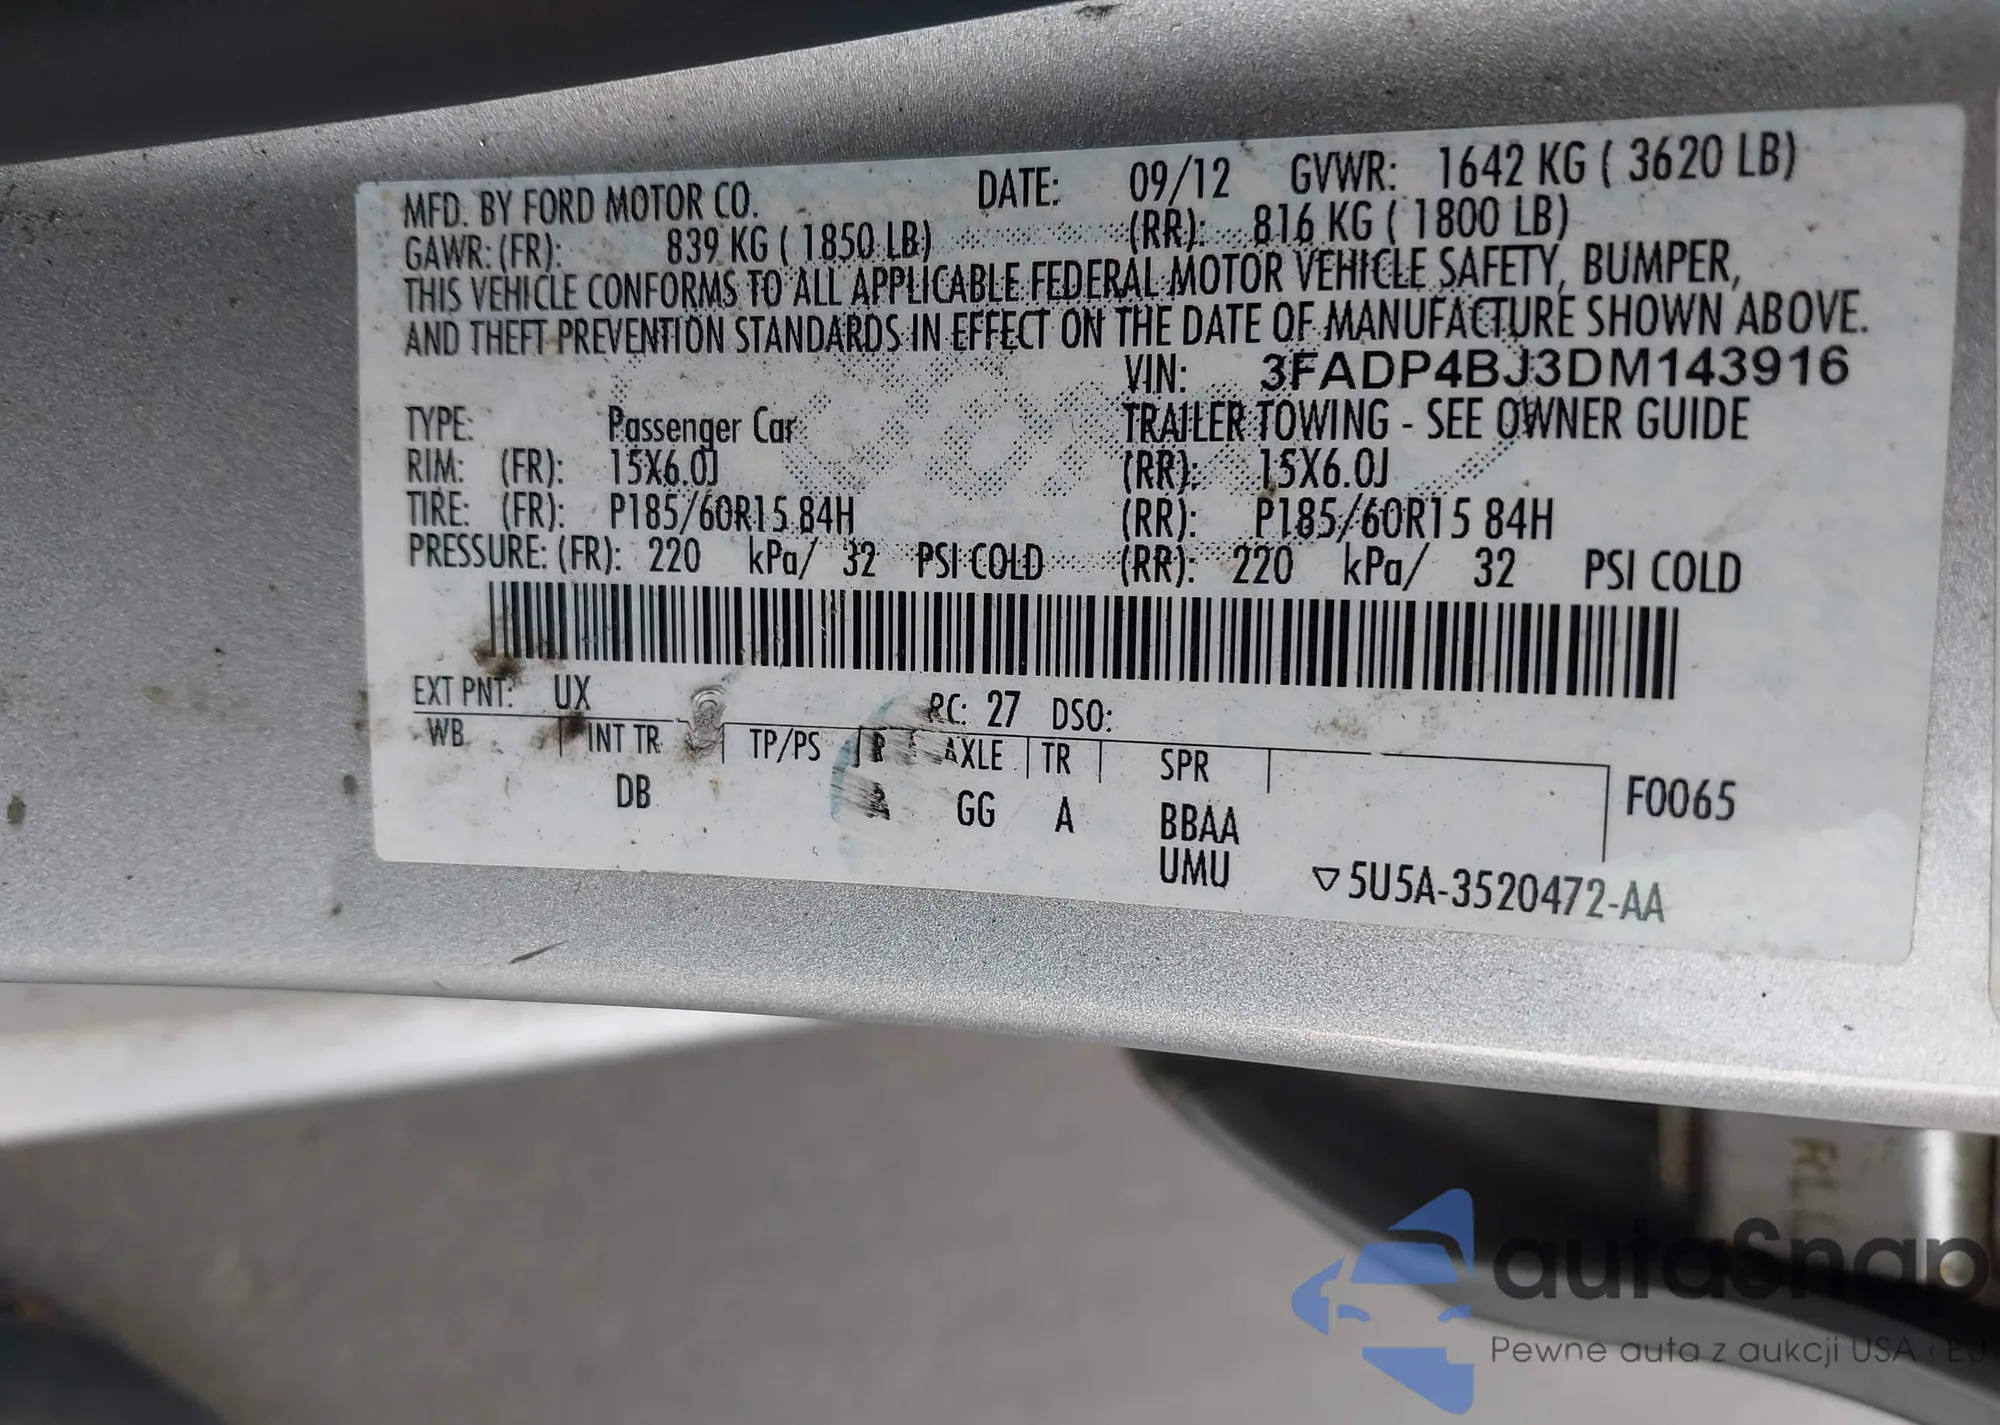 MFD. BY FORD MOTOR CO. DATE: 09/12 GVWR: 1642 KG ( 3620 LB)
GAWR: (FR): 839 KG ( 1850 LB) (RR): 816 KG ( 1800 LB)
THIS VEHICLE CONFORMS TO ALL APPLICABLE FEDERAL MOTOR VEHICLE SAFETY, BUMPER,
AND THEFT PREVENTION STANDARDS IN EFFECT ON THE DATE OF MANUFACTURE SHOWN ABOVE.
VIN: 3FADP4BJ3DM143916
TYPE: Passenger Car TRAILER TOWING - SEE OWNER GUIDE
RIM: (FR): 15X6.0J (RR): 15X6.0J
TIRE: (FR): P185/60R15 84H (RR): P185/60R15 84H
PRESSURE: (FR): 220 kPa/ 32 PSI COLD (RR): 220 kPa/ 32 PSI COLD
EXT PNT: UX RC: 27 DSO:
WB INT TR TP/PS R AXLE TR SPR
DB GG A BBAA F0065
UMU ▽5U5A-3520472-AA
autaSnap
Pewne auta z aukcji USA i EU